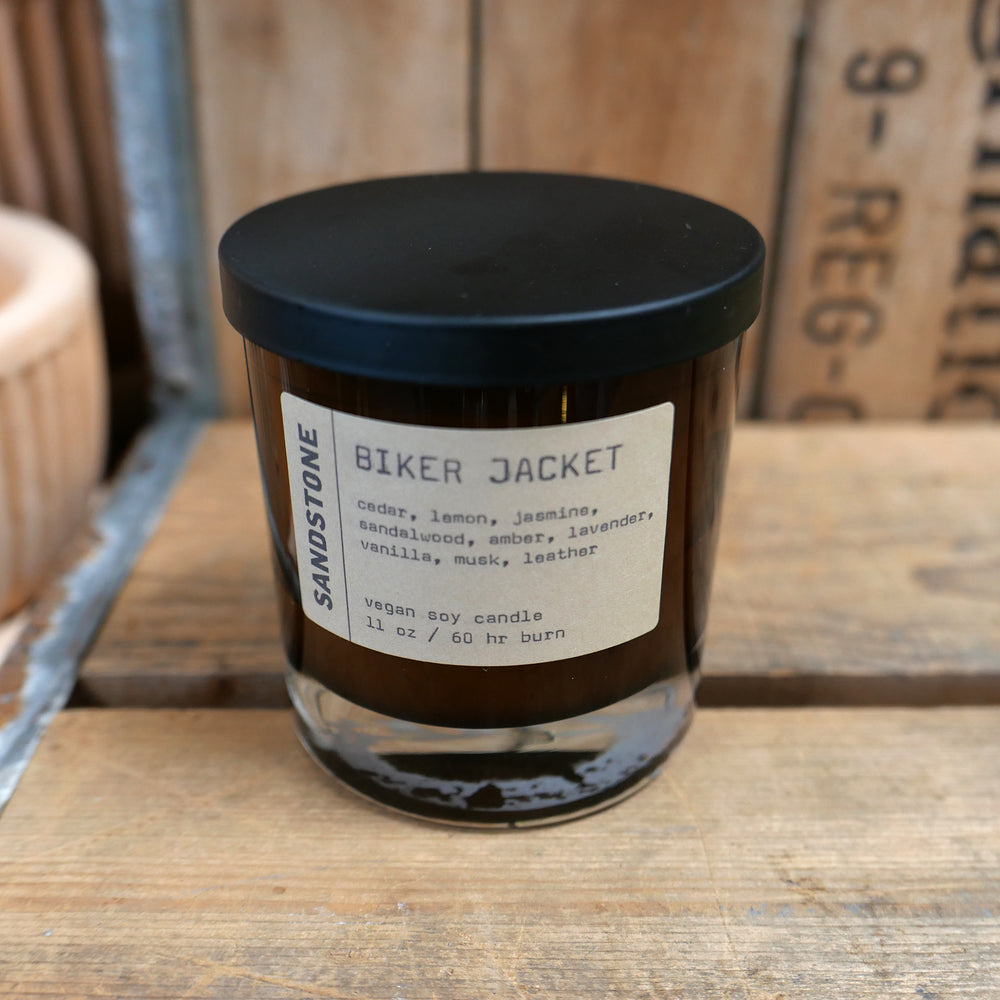 SANDSTONE
BIKER JACKET
cedar, lemon, jasmine,
sandalwood, amber, lavender,
vanilla, musk, leather
vegan soy candle
11 oz / 60 hr burn
9- REG-